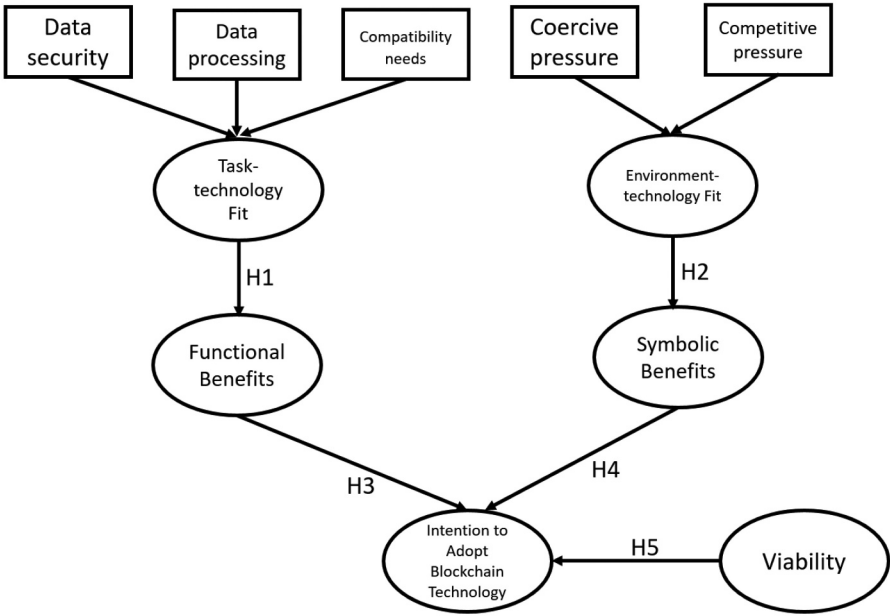 Data
security
Data
processing
Compatibility
needs
Coercive
pressure
Competitive
pressure
Task-
technology
Fit
Environment-
technology Fit
H1
H2
Functional
Benefits
Symbolic
Benefits
H3
H4
Intention to
Adopt
Blockchain
Technology
H5
Viability